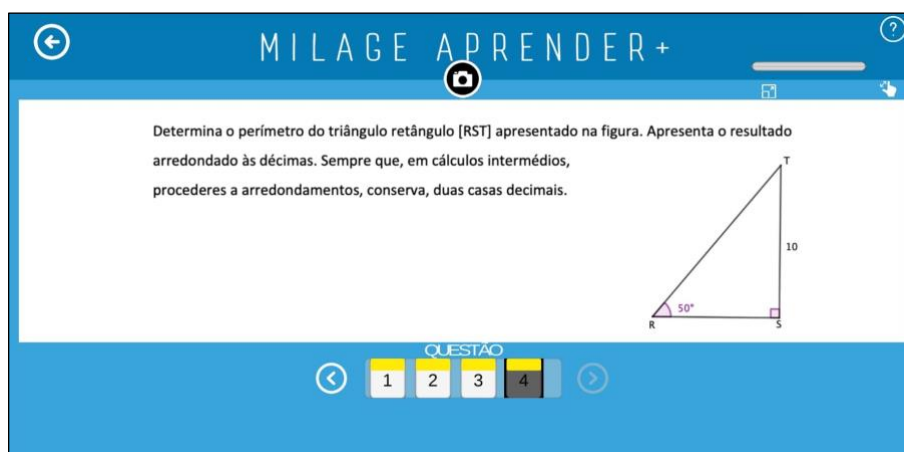 MILAGE APRENDER+
?
Determina o perímetro do triângulo retângulo [RST] apresentado na figura. Apresenta o resultado
arredondado às décimas. Sempre que, em cálculos intermédios,
procederes a arredondamentos, conserva, duas casas decimais.
T
10
50°
R
S
QUESTÃO
1 2 3 4